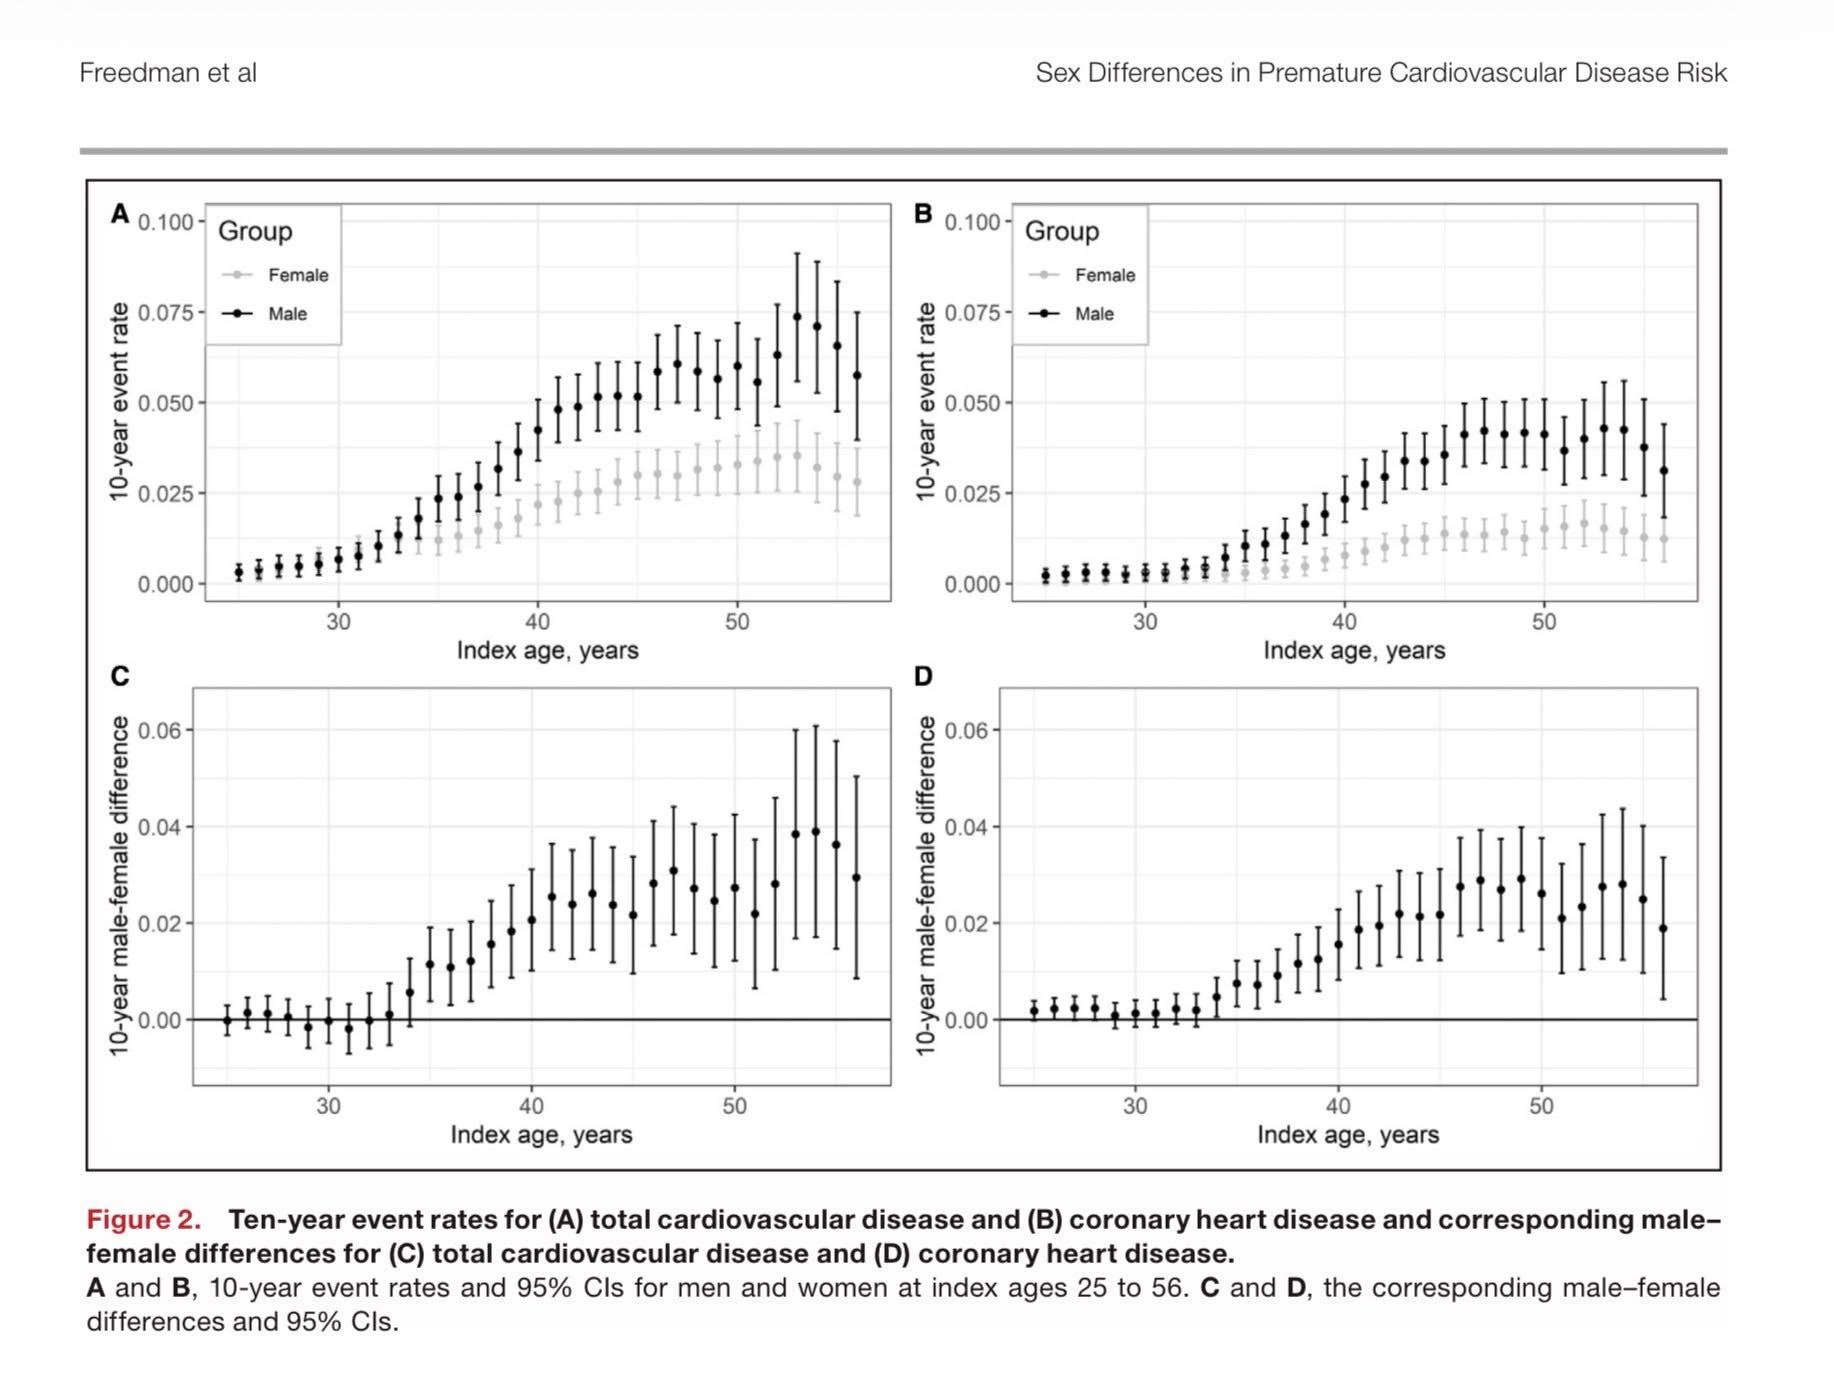 Freedman et al
Sex Differences in Premature Cardiovascular Disease Risk
A
Group
Female
Male
10-year event rate
0.100
0.075
0.050
0.025
0.000
30
40
50
Index age, years
B
Group
Female
Male
10-year event rate
0.100
0.075
0.050
0.025
0.000
30
40
50
Index age, years
C
10-year male-female difference
0.06
0.04
0.02
0.00
30
40
50
Index age, years
D
10-year male-female difference
0.06
0.04
0.02
0.00
30
40
50
Index age, years
Figure 2. Ten-year event rates for (A) total cardiovascular disease and (B) coronary heart disease and corresponding male–
female differences for (C) total cardiovascular disease and (D) coronary heart disease.
A and B, 10-year event rates and 95% CIs for men and women at index ages 25 to 56. C and D, the corresponding male–female
differences and 95% CIs.